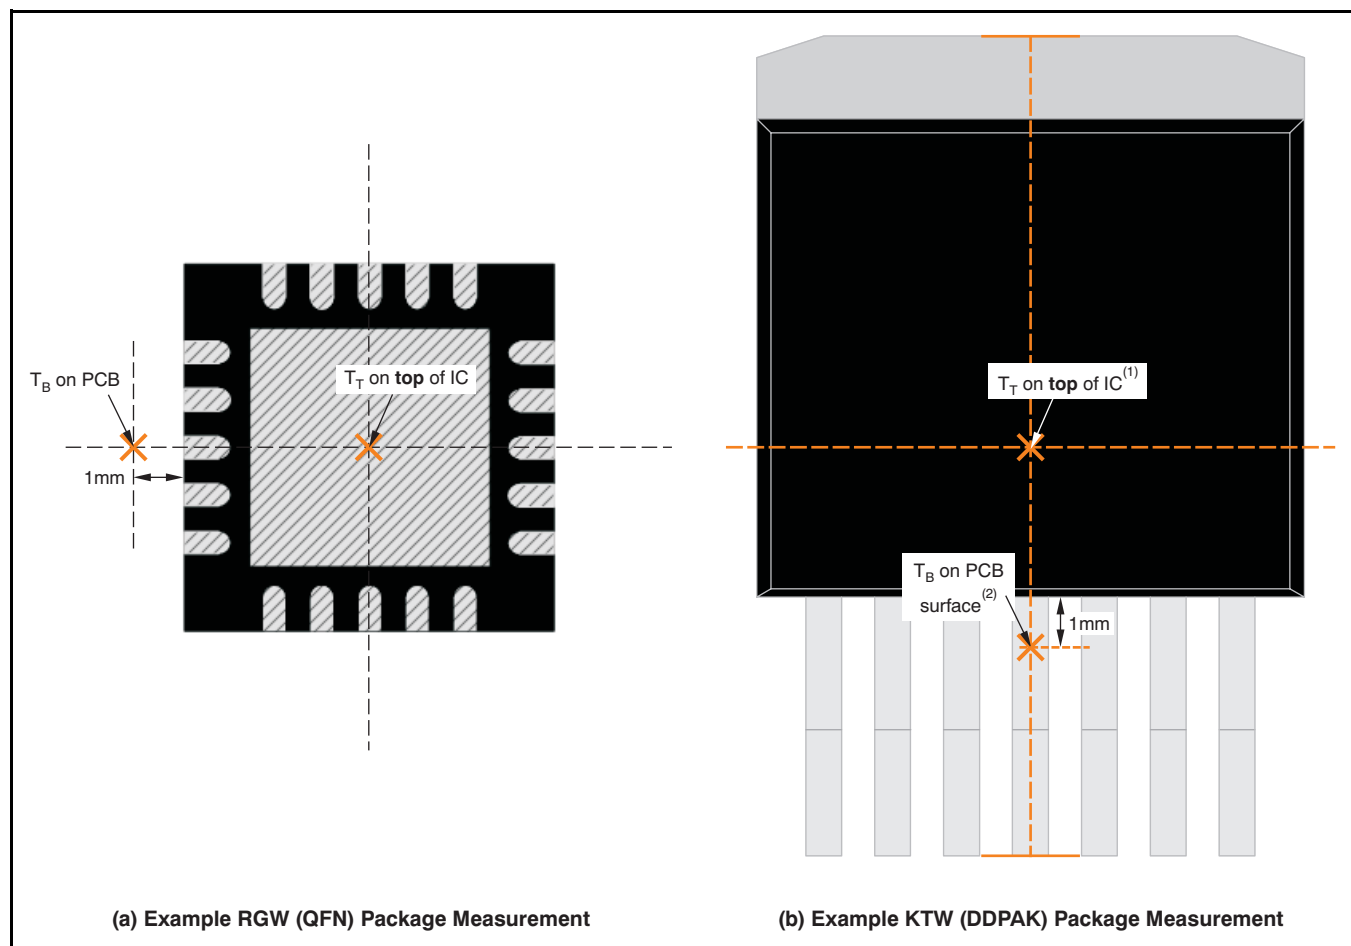 T_B on PCB
1mm
T_T on top of IC
(a) Example RGW (QFN) Package Measurement
T_T on top of IC(1)
T_B on PCB
surface(2)
1mm
(b) Example KTW (DDPAK) Package Measurement